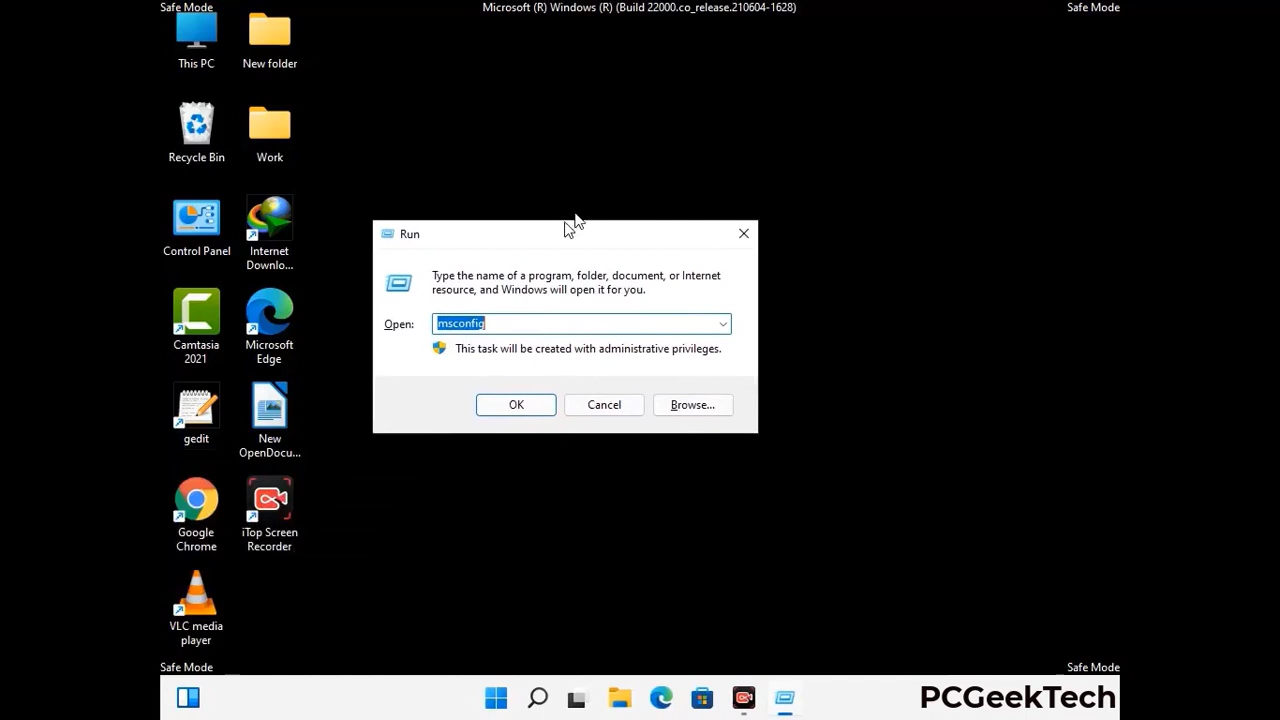 Safe Mode
Microsoft (R) Windows (R) (Build 22000.co_release.210604-1628)
Safe Mode
This PC
New folder
Recycle Bin
Work
Control Panel
Internet
Downlo...
Camtasia
2021
Microsoft
Edge
gedit
New
OpenDocu...
Google
Chrome
iTop Screen
Recorder
VLC media
player
Run
Type the name of a program, folder, document, or Internet
resource, and Windows will open it for you.
Open: msconfig
This task will be created with administrative privileges.
OK
Cancel
Browse...
Safe Mode
Safe Mode
PCGeekTech